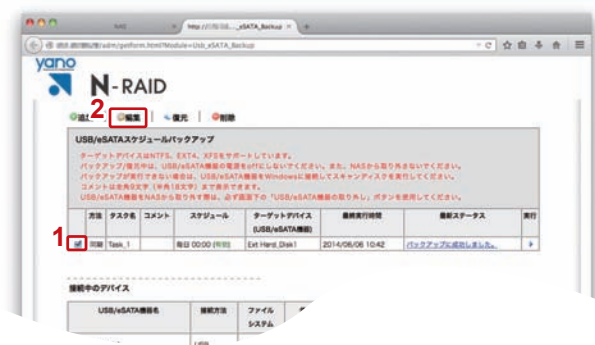 NAS
http://
_eSATA_Backup
/adm/getform.html?Module=Usb_eSATA_Backup
yano
N-RAID
追加
2
編集
復元
削除
USB/eSATAスケジュールバックアップ
ターゲットデバイスはNTFS、EXT4、XFSをサポートしています。
バックアップ/復元中は、USB/eSATA機器の電源をoffにしないでください。また、NASから取り外さないでください。
バックアップが実行できない場合は、USB/eSATA機器をWindowsに接続してスキャンディスクを実行してください。
コメントは全角9文字（半角18文字）まで表示できます。
USB/eSATA機器をNASから取り外す際は、必ず画面下の「USB/eSATA機器の取り外し」ボタンを使用してください。
方法 タスク名 コメント スケジュール ターゲットデバイス (USB/eSATA機器) 最終実行時間 最新ステータス 実行
1
同期 Task_1 毎日 00:00 (有効) Ext Hard_Disk1 2014/06/06 10:42 バックアップに成功しました。
接続中のデバイス
USB/eSATA機器名 接続方法 ファイルシステム
USB